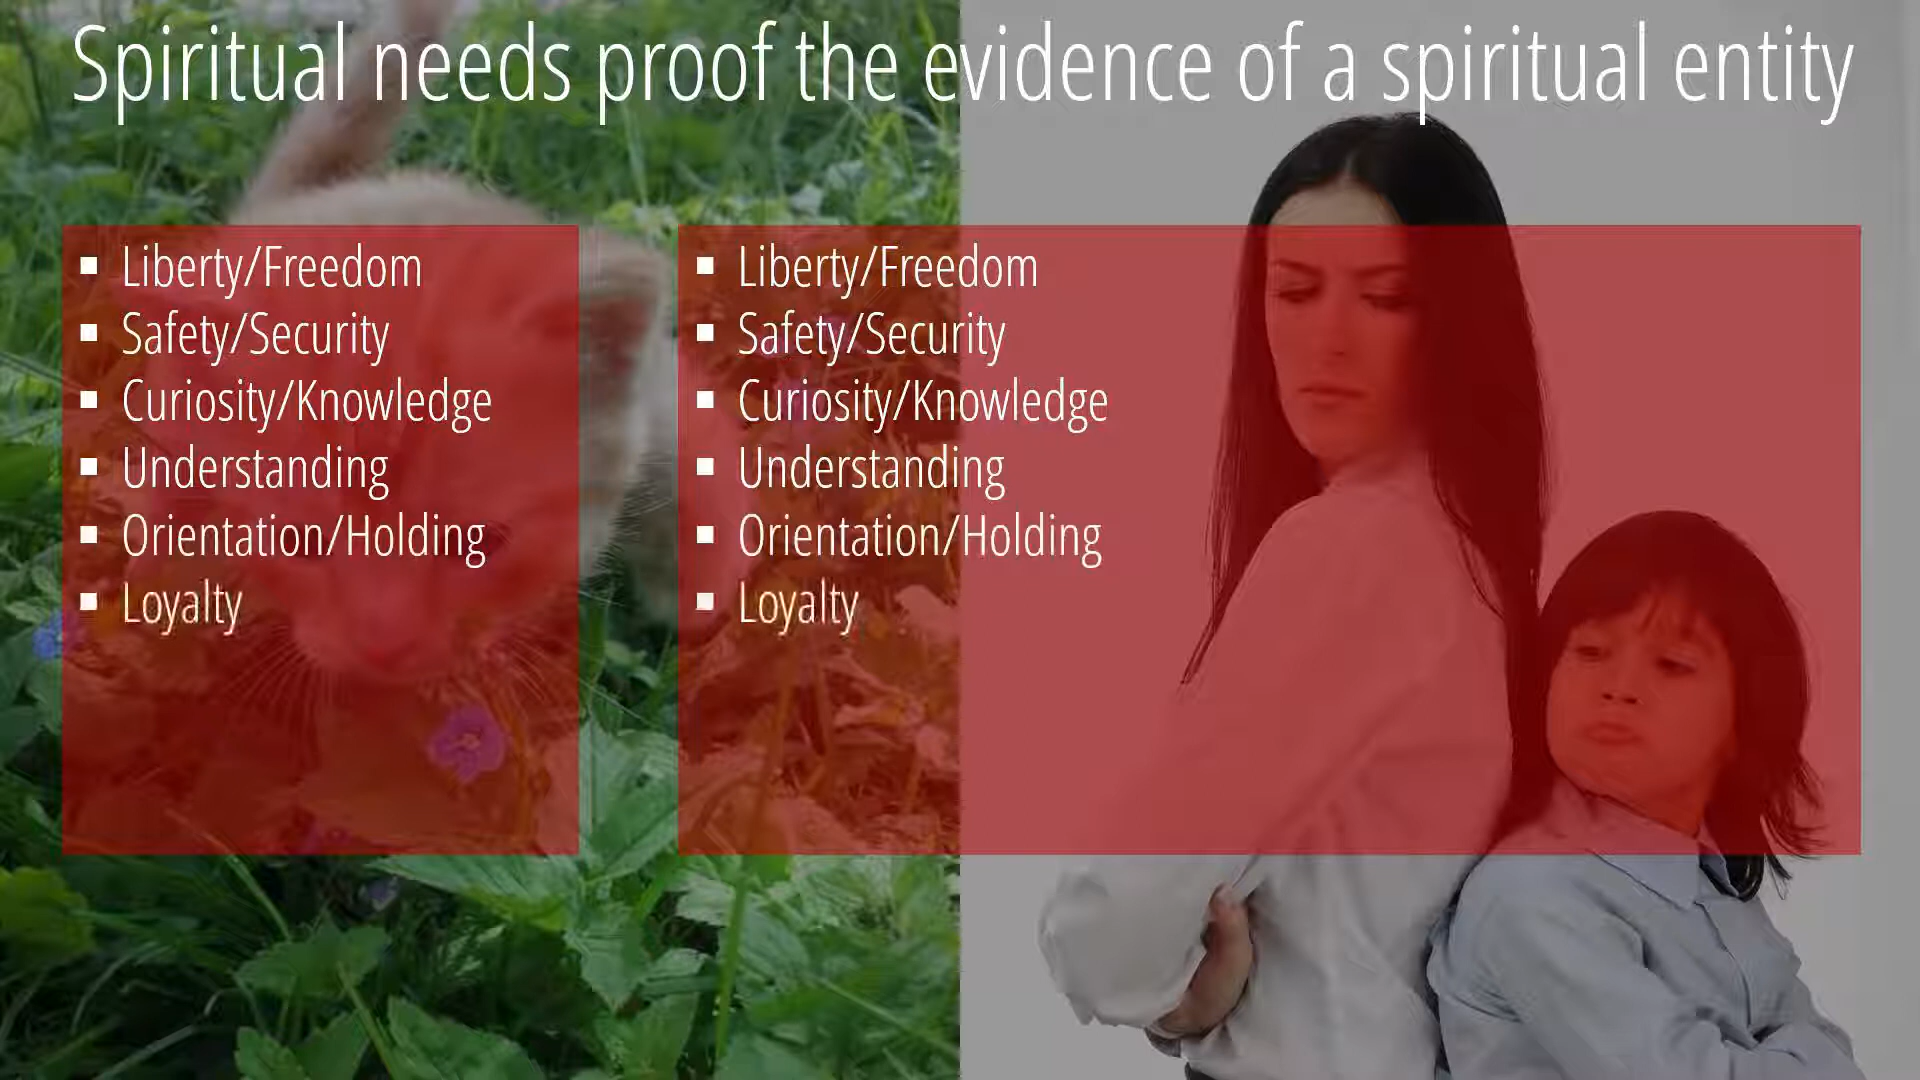 Spiritual needs proof the evidence of a spiritual entity
▪ Liberty/Freedom
▪ Safety/Security
▪ Curiosity/Knowledge
▪ Understanding
▪ Orientation/Holding
▪ Loyalty
▪ Liberty/Freedom
▪ Safety/Security
▪ Curiosity/Knowledge
▪ Understanding
▪ Orientation/Holding
▪ Loyalty